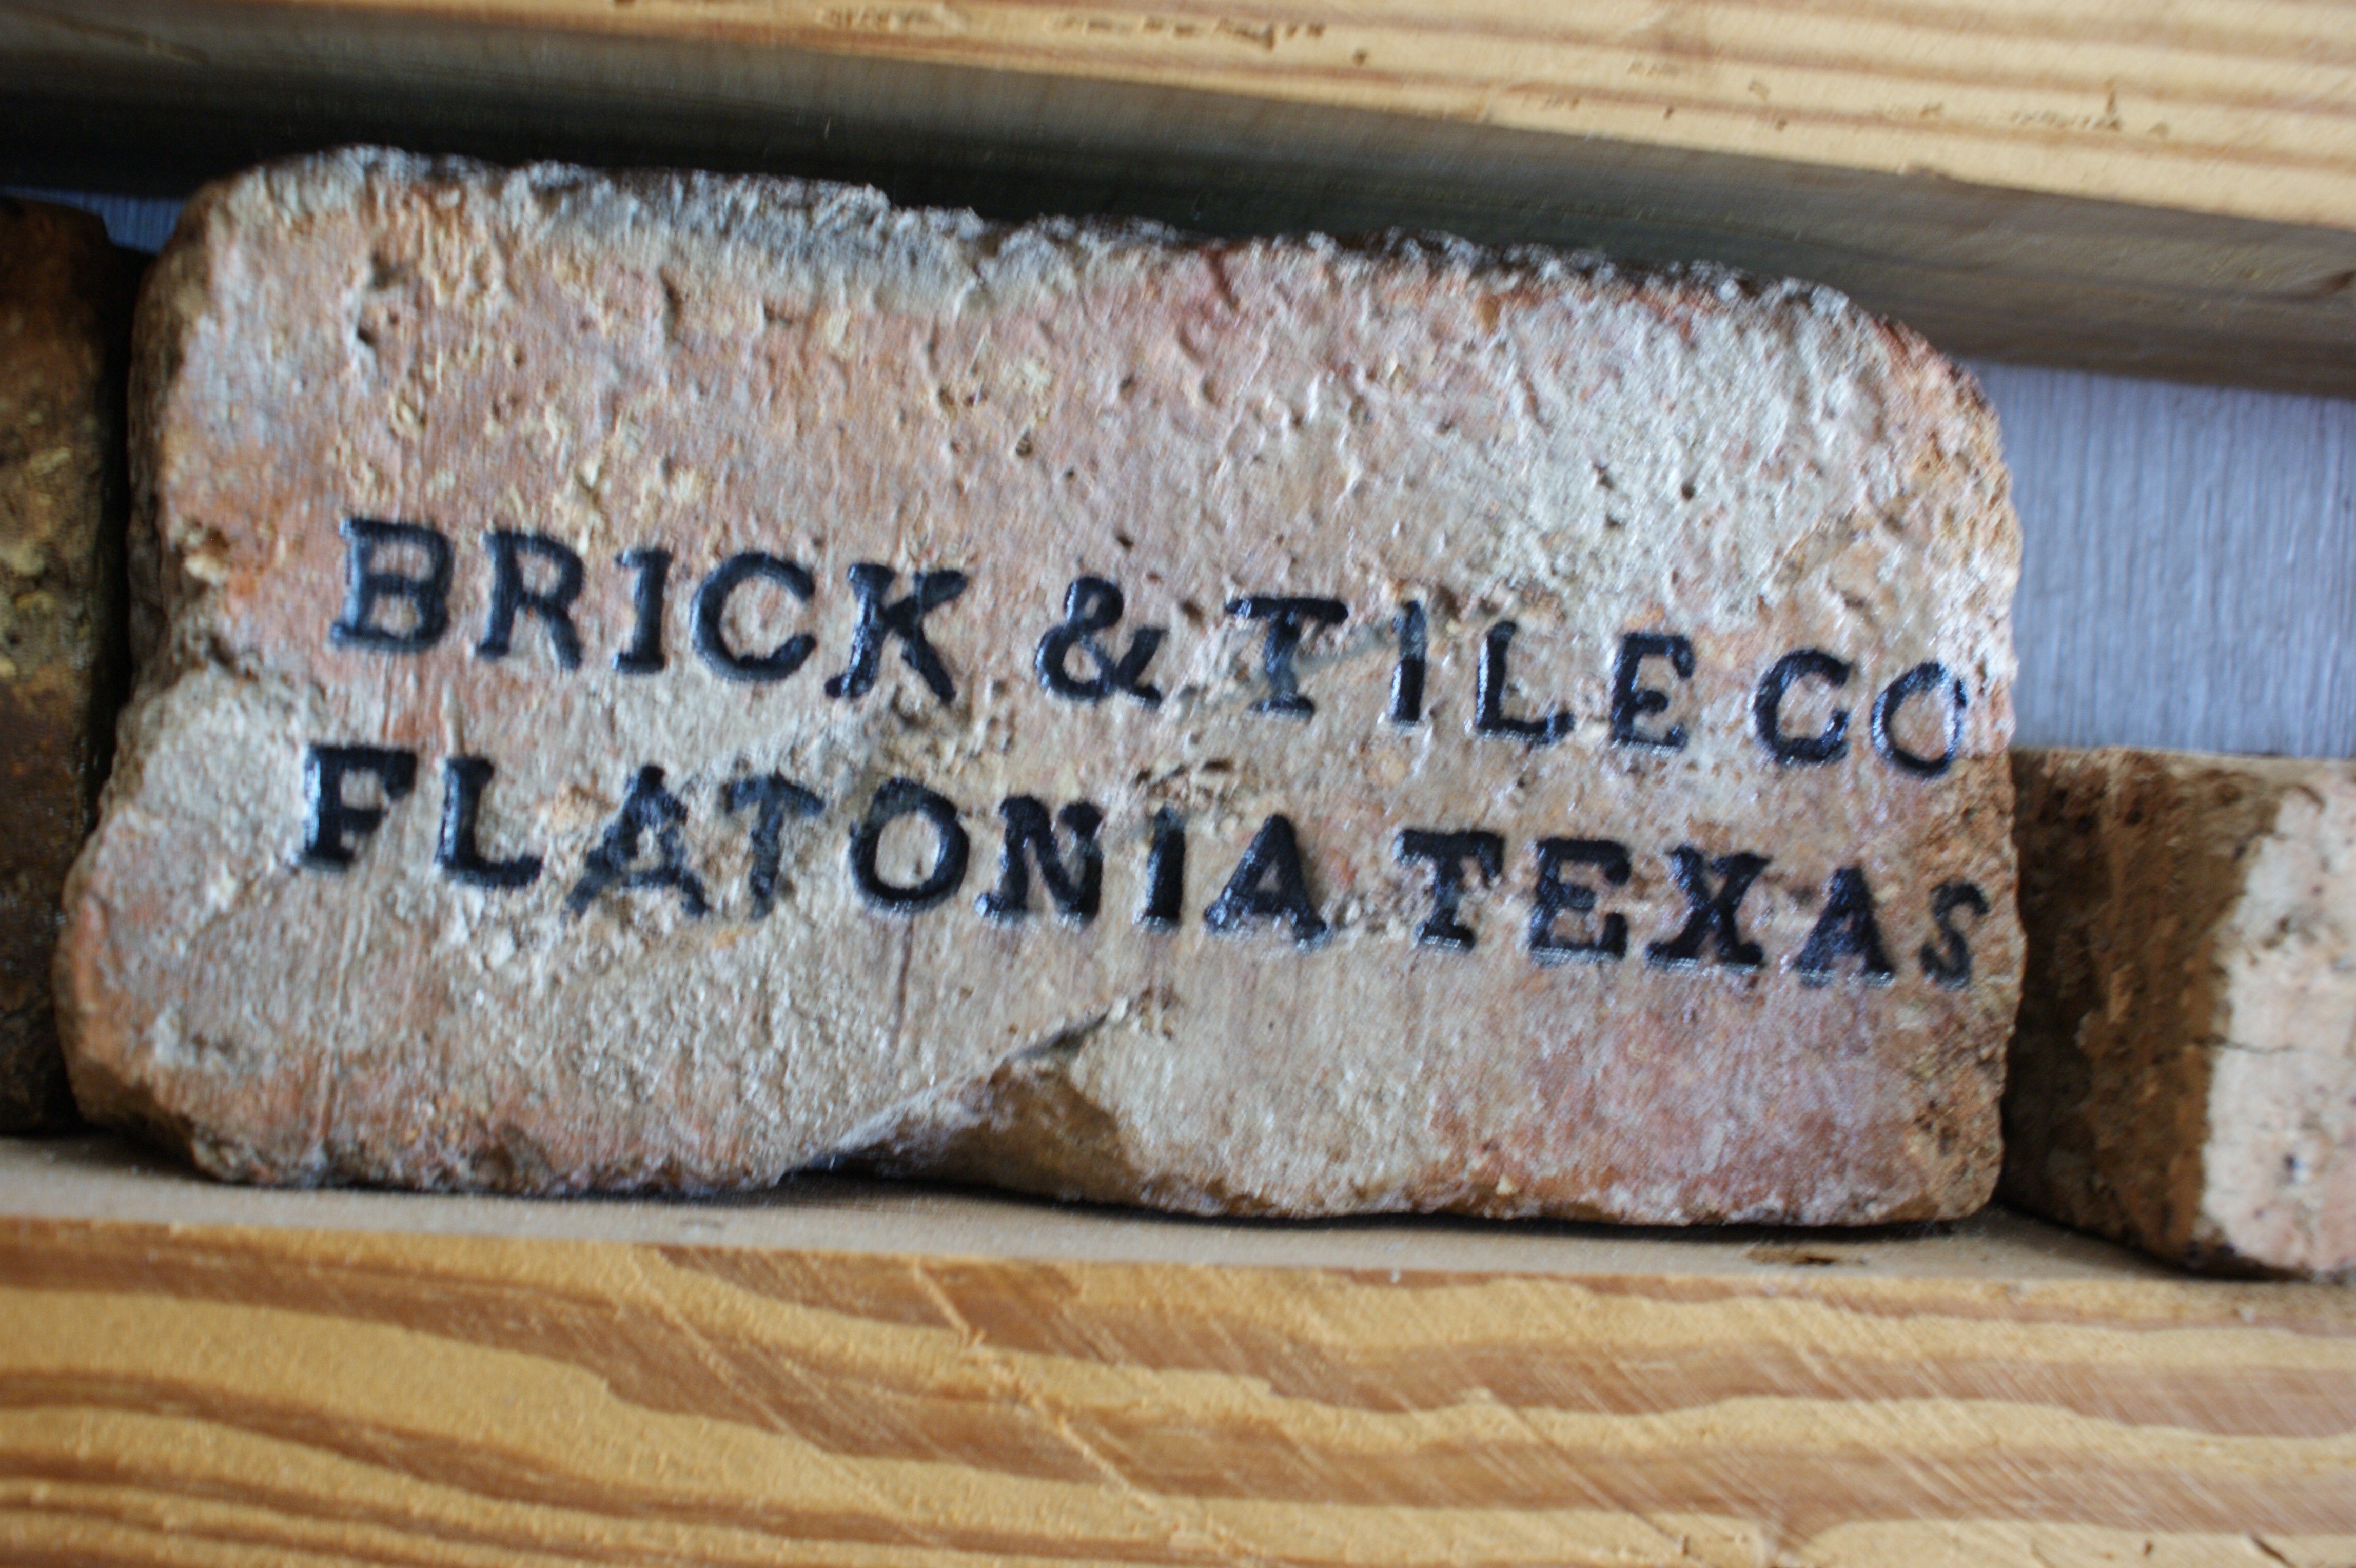 BRICK & TILE CO
FLATONIA TEXAS